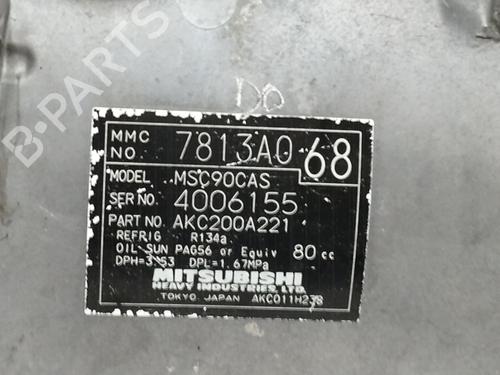 B-PARTS
DO
MMC NO. 7813A0 68
MODEL MSC90CAS
SER NO. 4006155
PART NO. AKC200A221
REFRIG R134a
OIL SUN PAG56 or Equiv 80 cc
DPH=3.53 DPL=1.67MPa
MITSUBISHI
HEAVY INDUSTRIES, LTD.
TOKYO JAPAN AKC011H238